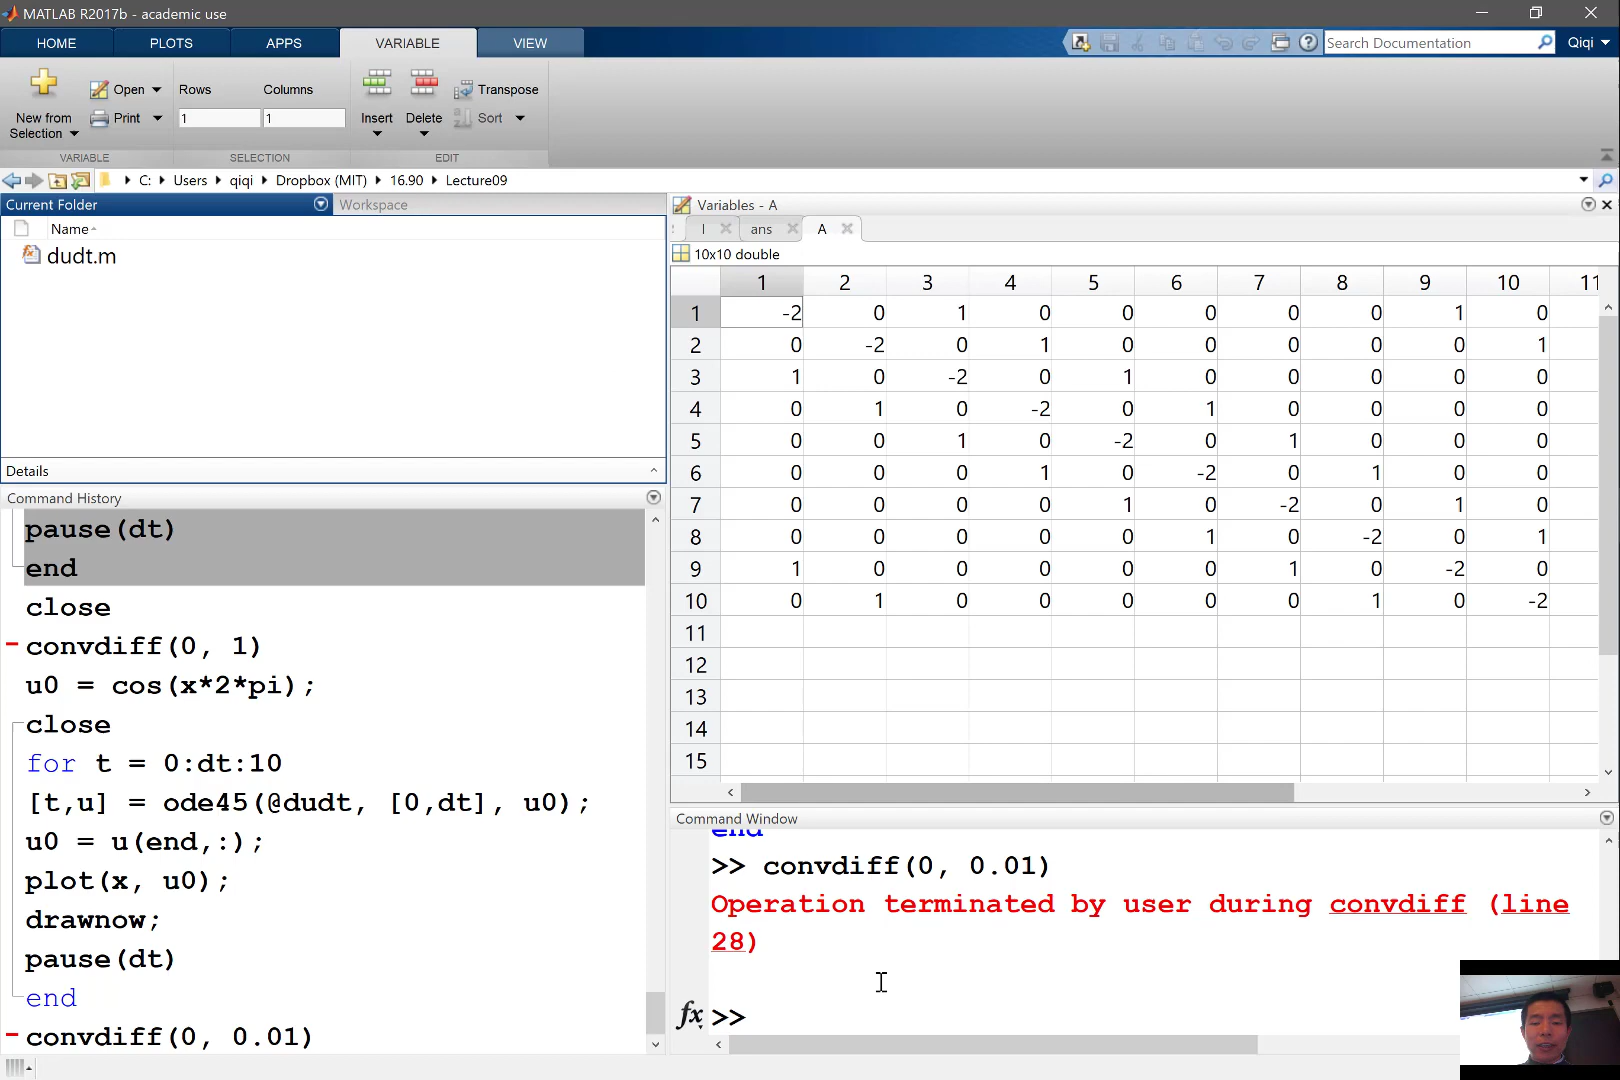 MATLAB R2017b - academic use
HOME PLOTS APPS VARIABLE VIEW
Search Documentation Qiqi
New from Selection
Open
Print
Rows Columns
1 1
Insert Delete
Transpose
Sort
VARIABLE SELECTION EDIT
C: Users qiqi Dropbox (MIT) 16.90 Lecture09
Current Folder Workspace
Name
dudt.m
Details
Command History
pause(dt)
end
close
convdiff(0, 1)
u0 = cos(x*2*pi);
close
for t = 0:dt:10
[t,u] = ode45(@dudt, [0,dt], u0);
u0 = u(end,:);
plot(x, u0);
drawnow;
pause(dt)
end
convdiff(0, 0.01)
Variables - A
I ans A
10x10 double
1 2 3 4 5 6 7 8 9 10 11
1 -2 0 1 0 0 0 0 0 1 0
2 0 -2 0 1 0 0 0 0 0 1
3 1 0 -2 0 1 0 0 0 0 0
4 0 1 0 -2 0 1 0 0 0 0
5 0 0 1 0 -2 0 1 0 0 0
6 0 0 0 1 0 -2 0 1 0 0
7 0 0 0 0 1 0 -2 0 1 0
8 0 0 0 0 0 1 0 -2 0 1
9 1 0 0 0 0 0 1 0 -2 0
10 0 1 0 0 0 0 0 1 0 -2
11
12
13
14
15
Command Window
end
>> convdiff(0, 0.01)
Operation terminated by user during convdiff (line
28)
fx >>